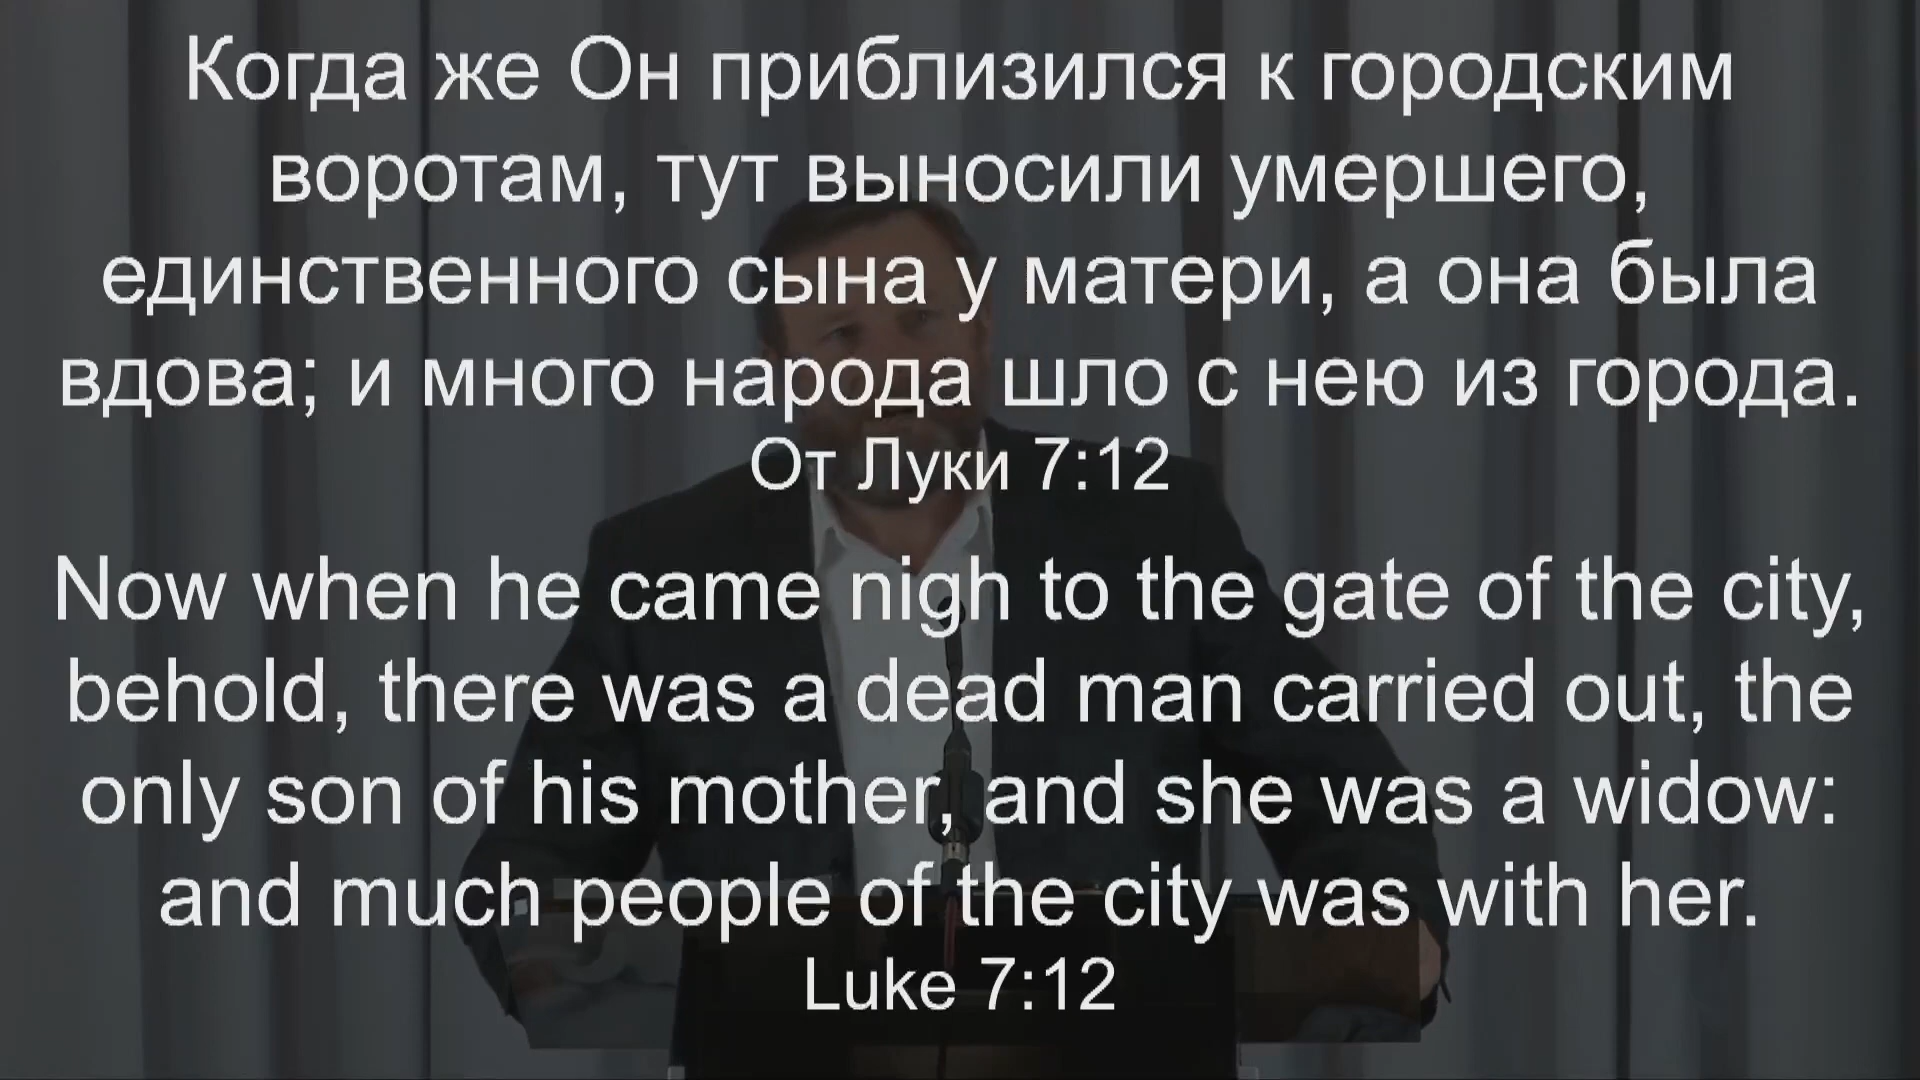 Когда же Он приблизился к городским
воротам, тут выносили умершего,
единственного сына у матери, а она была
вдова; и много народа шло с нею из города.
От Луки 7:12
Now when he came nigh to the gate of the city,
behold, there was a dead man carried out, the
only son of his mother, and she was a widow:
and much people of the city was with her.
Luke 7:12